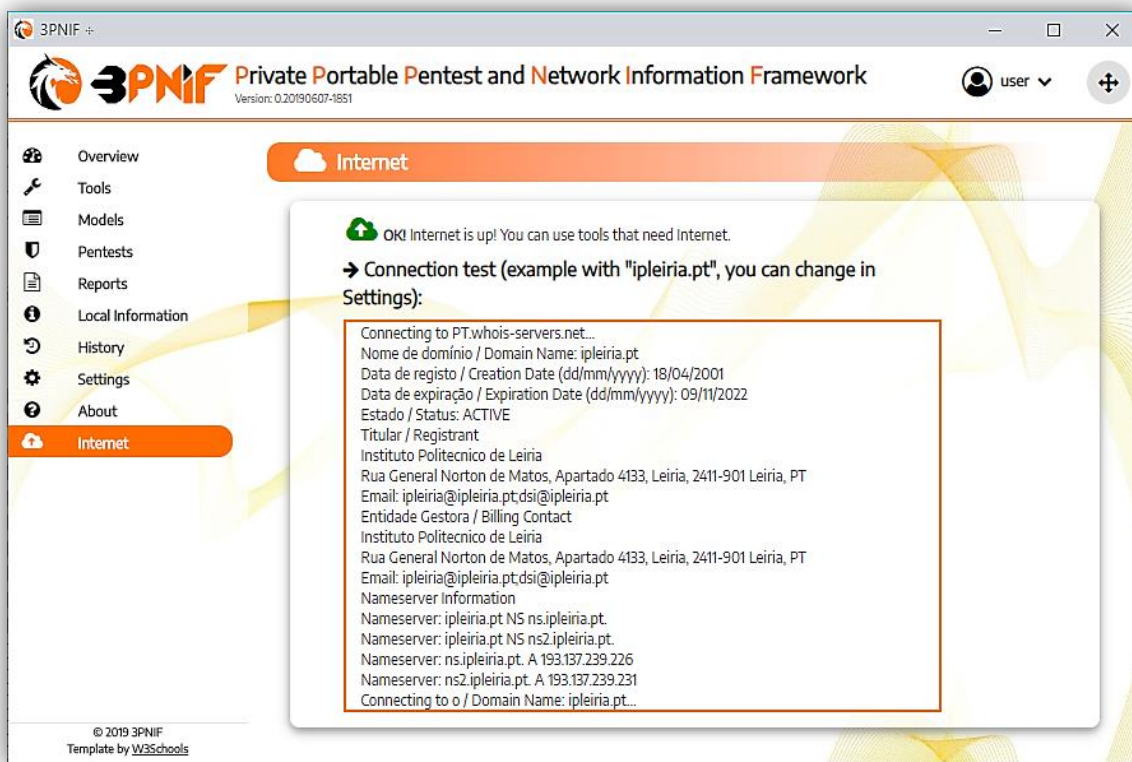 3PNIF ÷
3PNIF Private Portable Pentest and Network Information Framework
Version: 0.20190607-1851
user
Overview
Tools
Models
Pentests
Reports
Local Information
History
Settings
About
Internet
© 2019 3PNIF
Template by W3Schools
Internet
OK! Internet is up! You can use tools that need Internet.
→ Connection test (example with "ipleiria.pt", you can change in
Settings):
Connecting to PT.whois-servers.net...
Nome de domínio / Domain Name: ipleiria.pt
Data de registo / Creation Date (dd/mm/yyyy): 18/04/2001
Data de expiração / Expiration Date (dd/mm/yyyy): 09/11/2022
Estado / Status: ACTIVE
Titular / Registrant
Instituto Politecnico de Leiria
Rua General Norton de Matos, Apartado 4133, Leiria, 2411-901 Leiria, PT
Email: ipleiria@ipleiria.pt;dsi@ipleiria.pt
Entidade Gestora / Billing Contact
Instituto Politecnico de Leiria
Rua General Norton de Matos, Apartado 4133, Leiria, 2411-901 Leiria, PT
Email: ipleiria@ipleiria.pt;dsi@ipleiria.pt
Nameserver Information
Nameserver: ipleiria.pt NS ns.ipleiria.pt.
Nameserver: ipleiria.pt NS ns2.ipleiria.pt.
Nameserver: ns.ipleiria.pt. A 193.137.239.226
Nameserver: ns2.ipleiria.pt. A 193.137.239.231
Connecting to o / Domain Name: ipleiria.pt...